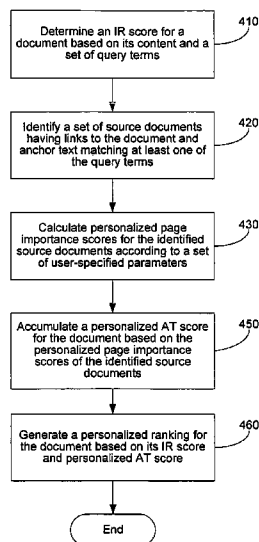 410
Determine an IR score for a
document based on its content and a
set of query terms
420
Identify a set of source documents
having links to the document and
anchor text matching at least one of
the query terms
430
Calculate personalized page
importance scores for the identified
source documents according to a set
of user-specified parameters
450
Accumulate a personalized AT score
for the document based on the
personalized page importance
scores of the identified source
documents
460
Generate a personalized ranking for
the document based on its IR score
and personalized AT score
End